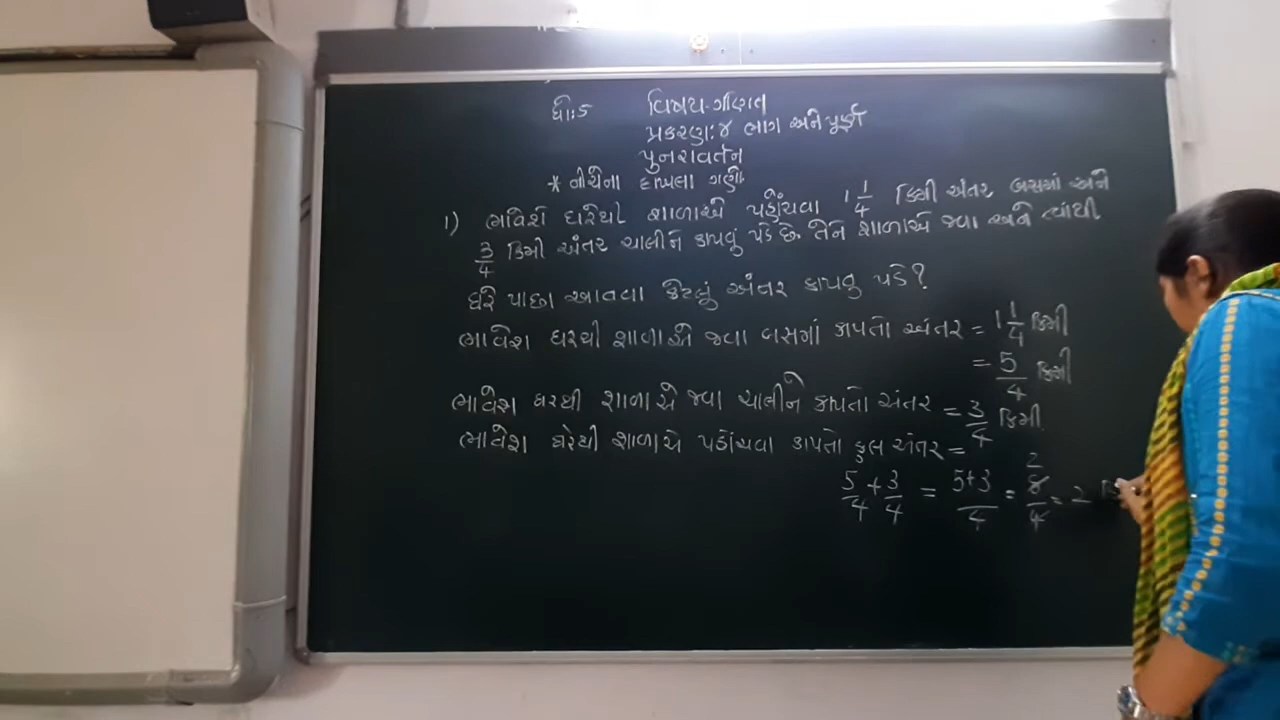 ધો:૬ વિષય-ગણિત
પ્રકરણ:૪ ભાગ અને પૂર્ણ
પુનરાવર્તન
* નીચેના દાખલા ગણો
૧) ભાવેશ ઘરેથી શાળાએ પહોંચવા 1 1/4 કિમી અંતર બસમાં અને
3/4 કિમી અંતર ચાલીને કાપવું પડે છે તેને શાળાએ જવા અને ત્યાંથી
ઘરે પાછા આવવા કેટલું અંતર કાપવુ પડે?
ભાવેશ ઘરથી શાળાએ જવા બસમાં કાપતો અંતર = 1 1/4 કિમી
= 5/4 કિમી
ભાવેશ ઘરથી શાળાએ જવા ચાલીને કાપતો અંતર = 3/4 કિમી
ભાવેશ ઘરેથી શાળાએ પહોંચવા કાપતો કુલ અંતર =
2
5/4 + 3/4 = 5+3/4 = 8/4 = 2 કિ